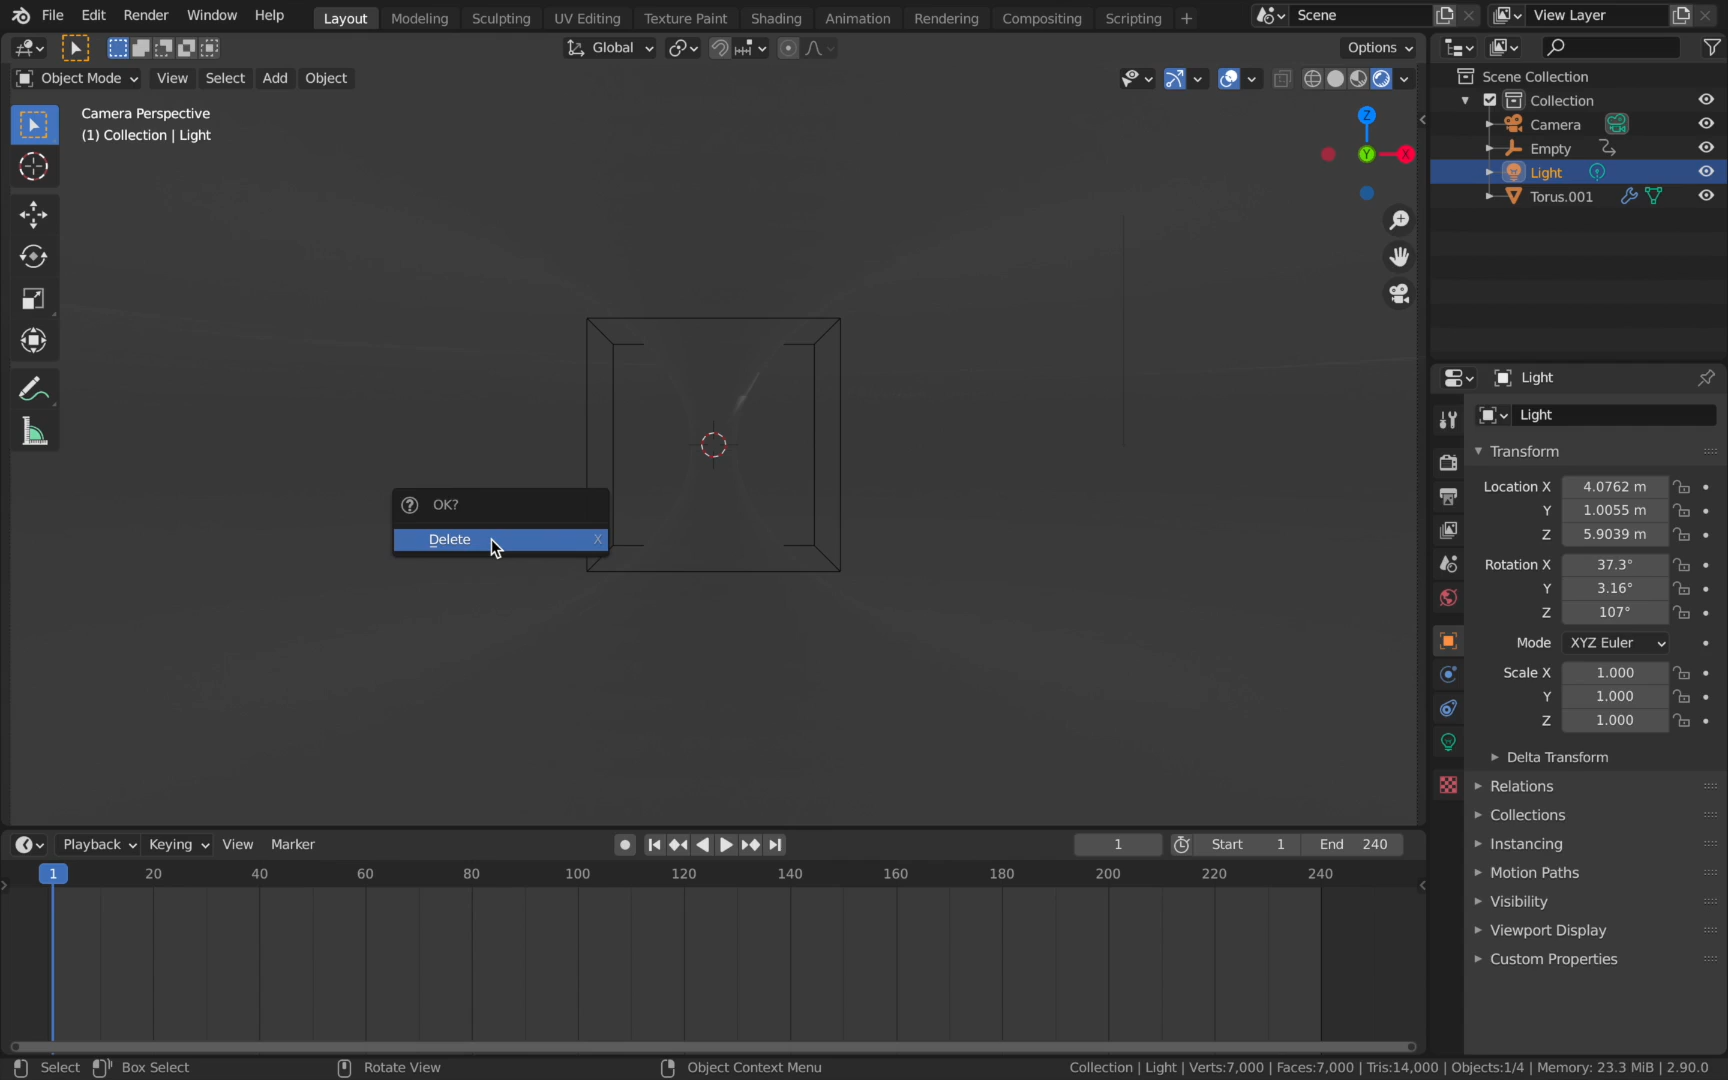 File Edit Render Window Help Layout Modeling Sculpting UV Editing Texture Paint Shading Animation Rendering Compositing Scripting + Scene View Layer
Global Options
Object Mode View Select Add Object
Camera Perspective
(1) Collection | Light
Z
Y
X
OK?
Delete X
Scene Collection
Collection
Camera
Empty
Light
Torus.001
Light
Light
Transform
Location X 4.0762 m
Y 1.0055 m
Z 5.9039 m
Rotation X 37.3°
Y 3.16°
Z 107°
Mode XYZ Euler
Scale X 1.000
Y 1.000
Z 1.000
Delta Transform
Relations
Collections
Instancing
Motion Paths
Visibility
Viewport Display
Custom Properties
Playback Keying View Marker 1 Start 1 End 240
1 20 40 60 80 100 120 140 160 180 200 220 240
Select Box Select Rotate View Object Context Menu Collection | Light | Verts:7,000 | Faces:7,000 | Tris:14,000 | Objects:1/4 | Memory: 23.3 MiB | 2.90.0